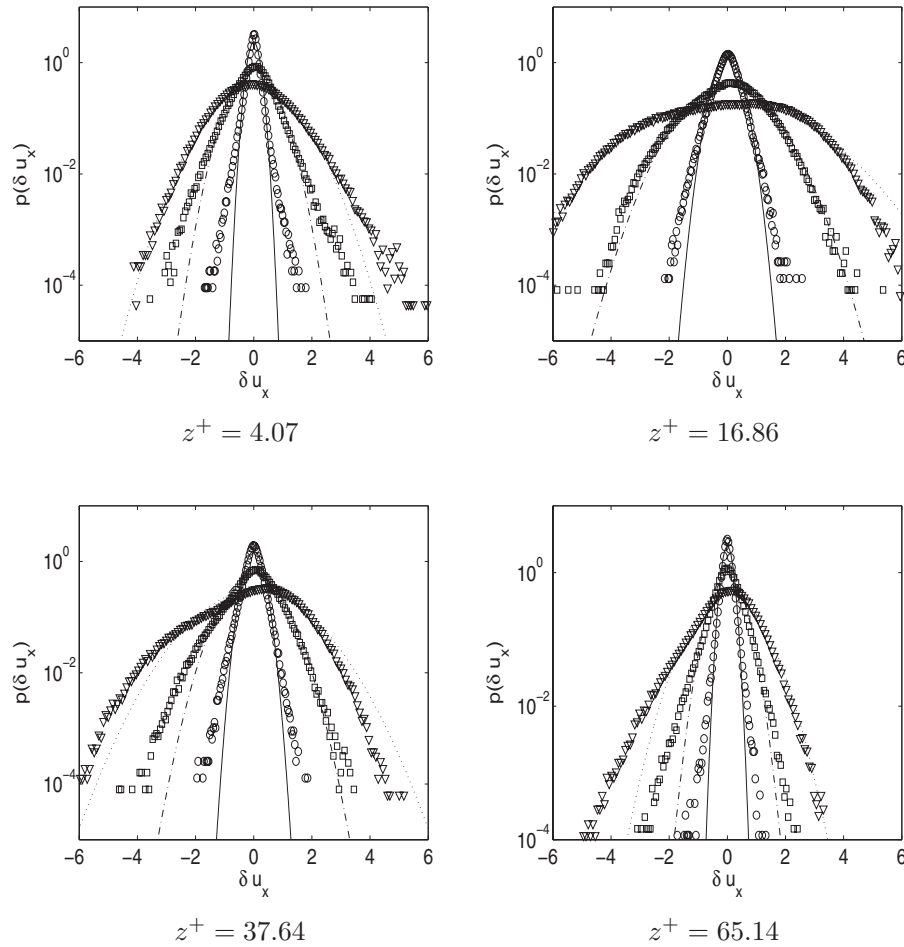 10^0
10^-2
10^-4
p(δ u_x)
-6 -4 -2 0 2 4 6
δ u_x
z^+ = 4.07
10^0
10^-2
10^-4
p(δ u_x)
-6 -4 -2 0 2 4 6
δ u_x
z^+ = 16.86
10^0
10^-2
10^-4
p(δ u_x)
-6 -4 -2 0 2 4 6
δ u_x
z^+ = 37.64
10^0
10^-2
10^-4
p(δ u_x)
-6 -4 -2 0 2 4 6
δ u_x
z^+ = 65.14